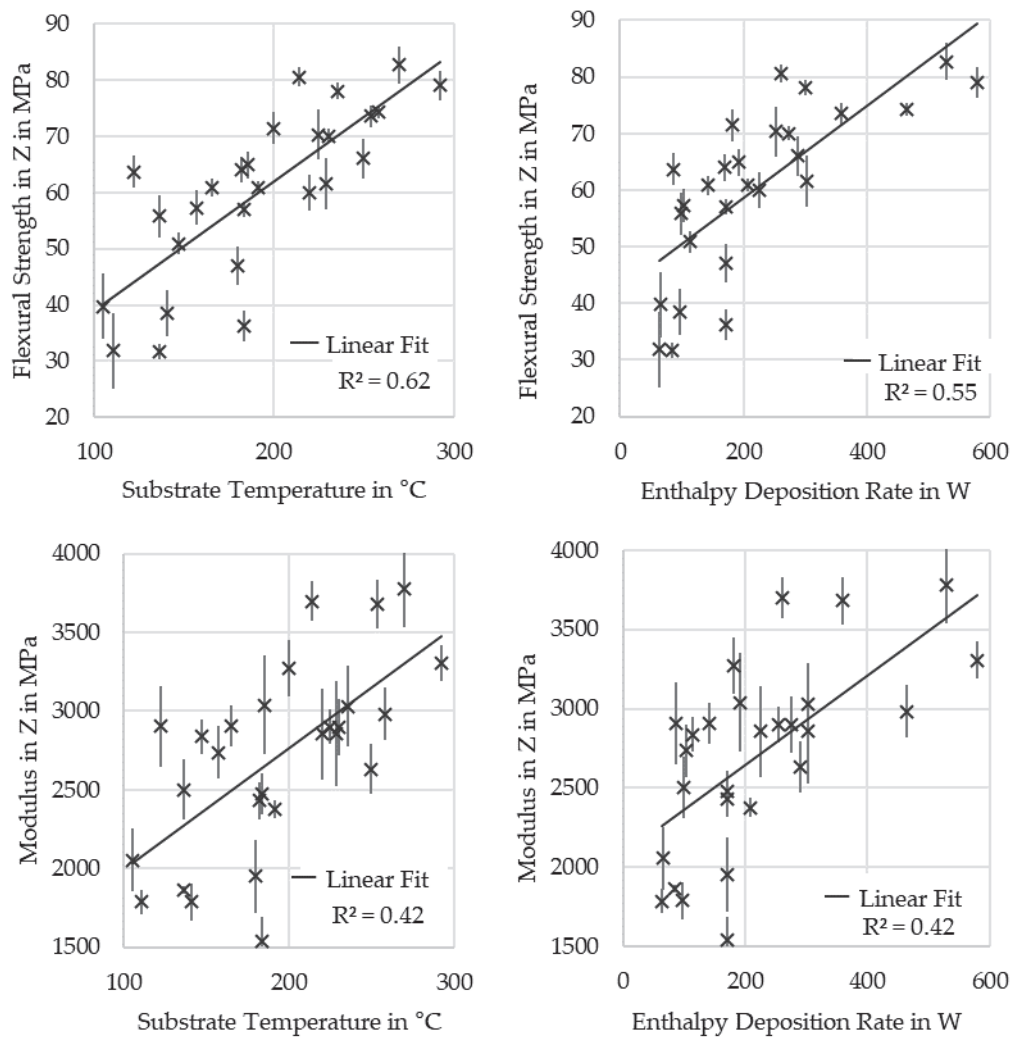 90
80
70
60
50
40
30
20
Flexural Strength in Z in MPa
Linear Fit
R² = 0.62
100 200 300
Substrate Temperature in °C
90
80
70
60
50
40
30
20
Flexural Strength in Z in MPa
Linear Fit
R² = 0.55
0 200 400 600
Enthalpy Deposition Rate in W
4000
3500
3000
2500
2000
1500
Modulus in Z in MPa
Linear Fit
R² = 0.42
100 200 300
Substrate Temperature in °C
4000
3500
3000
2500
2000
1500
Modulus in Z in MPa
Linear Fit
R² = 0.42
0 200 400 600
Enthalpy Deposition Rate in W